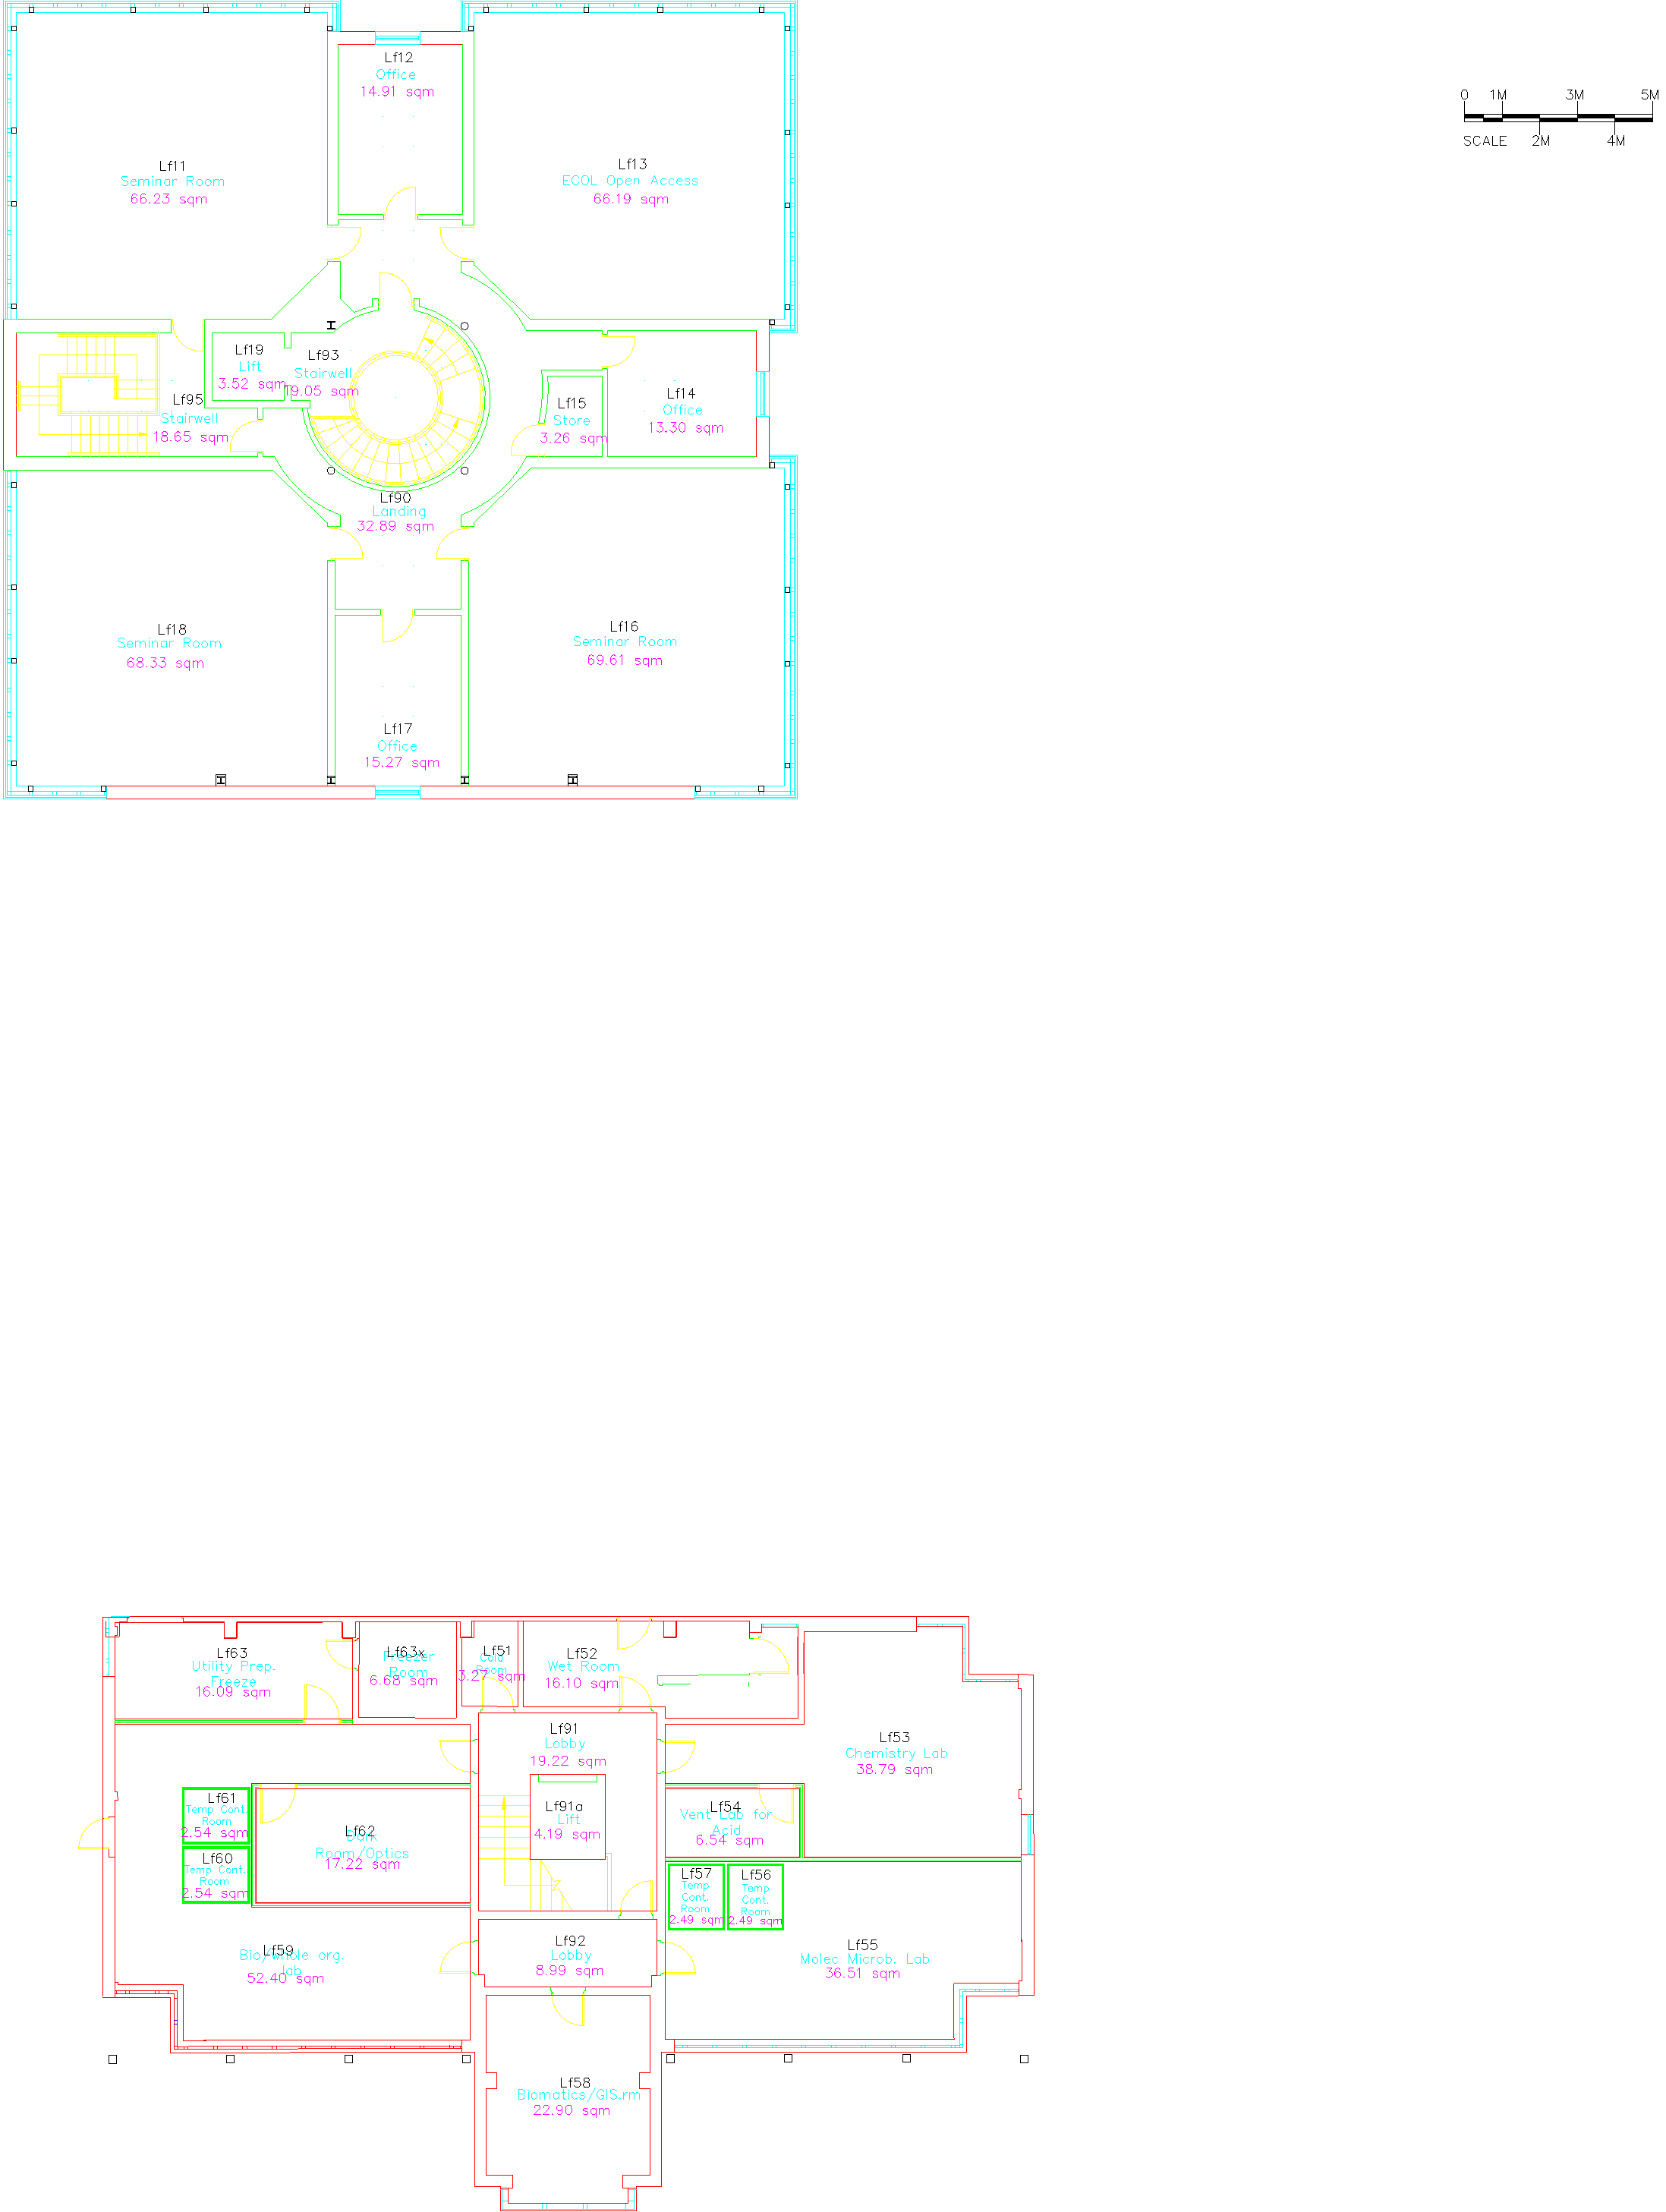 Lf12
Office
14.91 sqm
0 1M 3M 5M
SCALE 2M 4M
Lf11
Seminar Room
66.23 sqm
Lf13
ECOL Open Access
66.19 sqm
Lf19
Lift
3.52 sqm
Lf93
Stairwell
19.05 sqm
Lf95
Stairwell
18.65 sqm
Lf15
Store
3.26 sqm
Lf14
Office
13.30 sqm
Lf90
Landing
32.89 sqm
Lf18
Seminar Room
68.33 sqm
Lf16
Seminar Room
69.61 sqm
Lf17
Office
15.27 sqm
Lf63
Utility Prep.
Freeze
16.09 sqm
Lf63x
Freezer
Room
6.68 sqm
Lf51
Cold
Room
3.27 sqm
Lf52
Wet Room
16.10 sqm
Lf91
Lobby
19.22 sqm
Lf53
Chemistry Lab
38.79 sqm
Lf61
Temp Cont.
Room
2.54 sqm
Lf60
Temp Cont.
Room
2.54 sqm
Lf62
Dark
Room/Optics
17.22 sqm
Lf91a
Lift
4.19 sqm
Lf54
Vent Lab for
Acid
6.54 sqm
Lf57
Temp
Cont.
Room
2.49 sqm
Lf56
Temp
Cont.
Room
2.49 sqm
Lf59
Bio/whole org.
lab
52.40 sqm
Lf92
Lobby
8.99 sqm
Lf55
Molec Microb. Lab
36.51 sqm
Lf58
Biomatics/GIS.rm
22.90 sqm